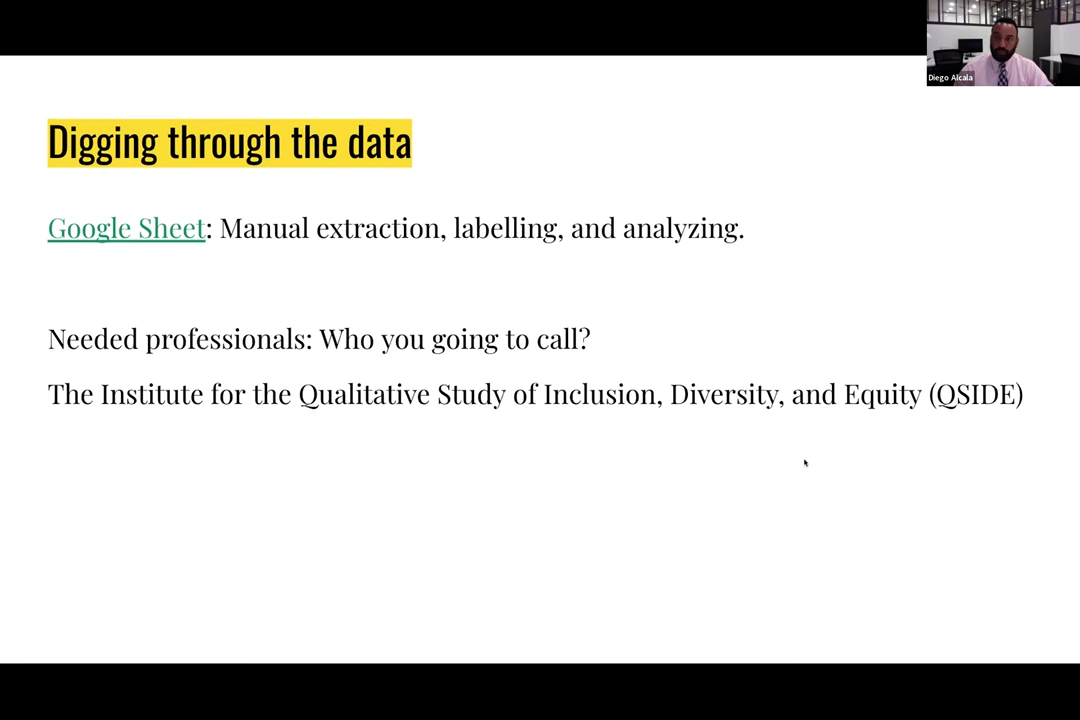 Diego Alcala
Digging through the data
Google Sheet: Manual extraction, labelling, and analyzing.
Needed professionals: Who you going to call?
The Institute for the Qualitative Study of Inclusion, Diversity, and Equity (QSIDE)